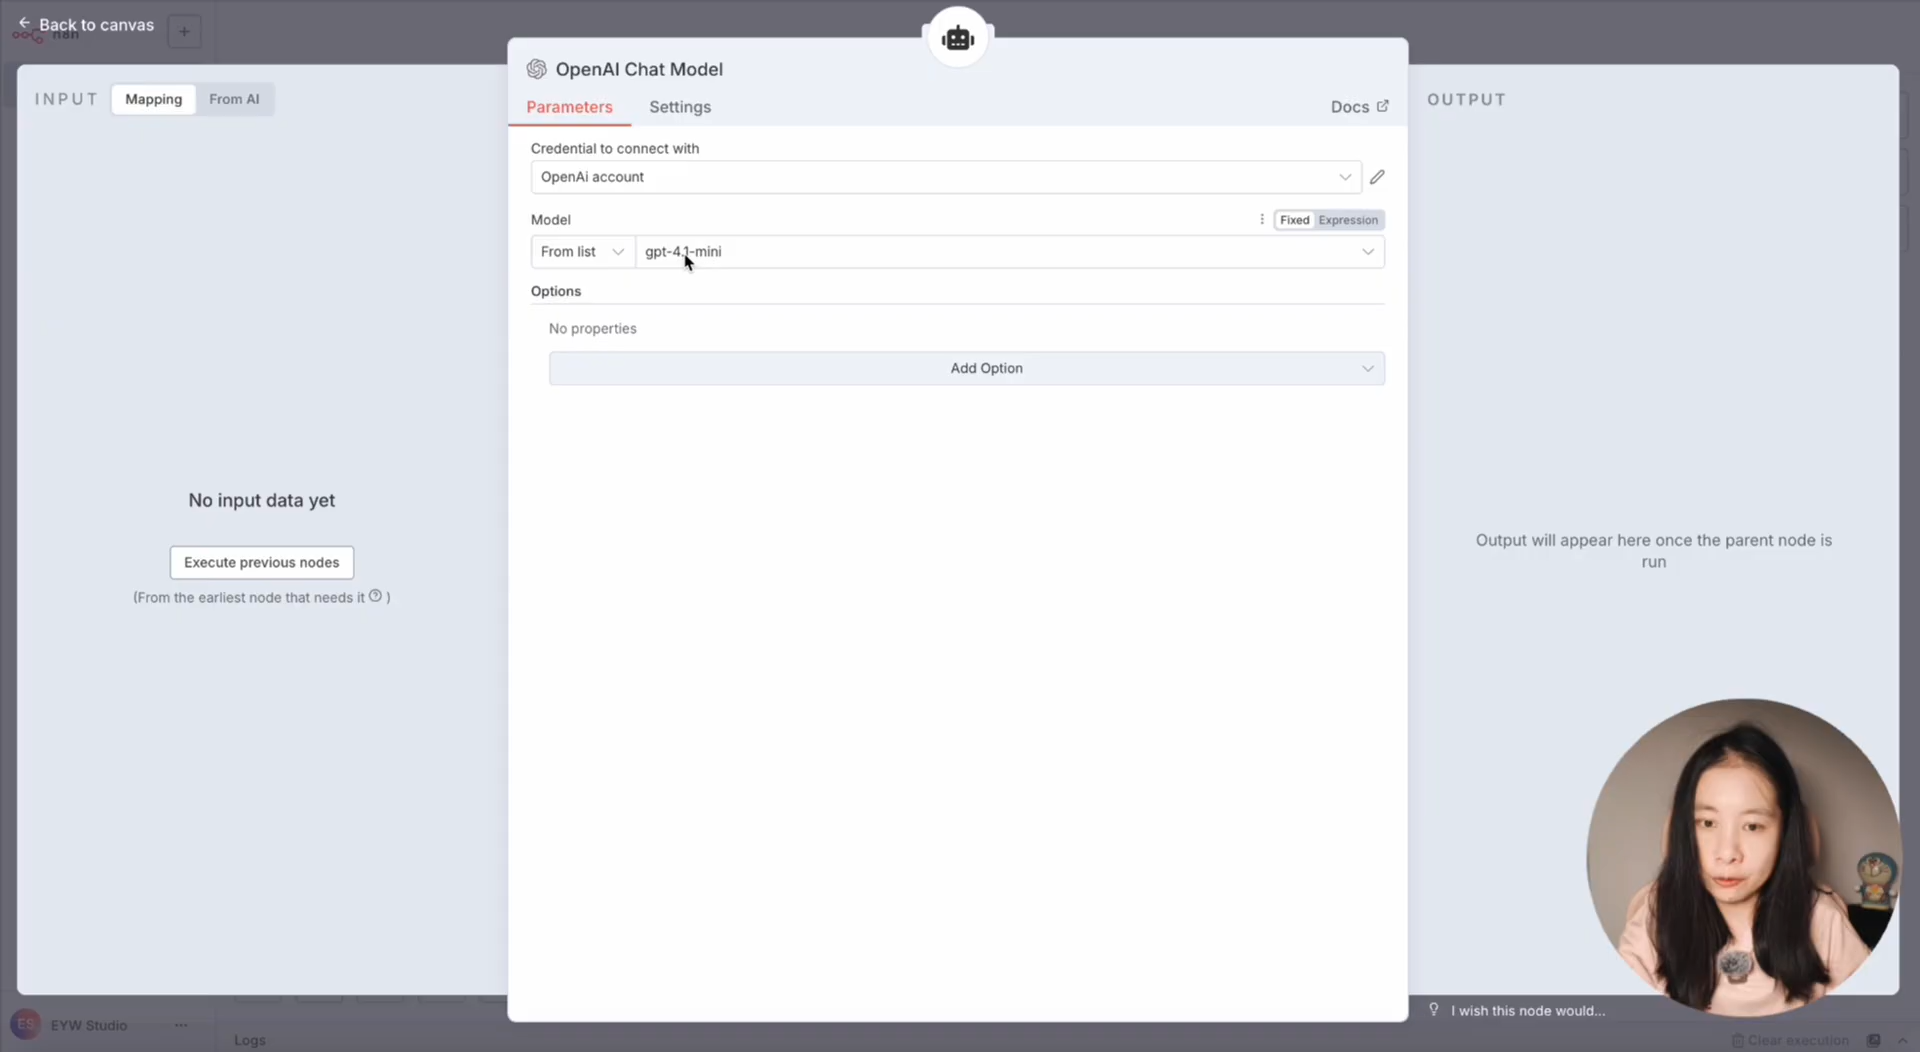 ← Back to canvas
n8n
+
INPUT
Mapping
From AI
No input data yet
Execute previous nodes
(From the earliest node that needs it ? )
OpenAI Chat Model
Parameters
Settings
Docs
Credential to connect with
OpenAi account
Model
Fixed
Expression
From list
gpt-4.1-mini
Options
No properties
Add Option
OUTPUT
Output will appear here once the parent node is
run
I wish this node would...
ES
EYW Studio
...
Logs
Clear execution